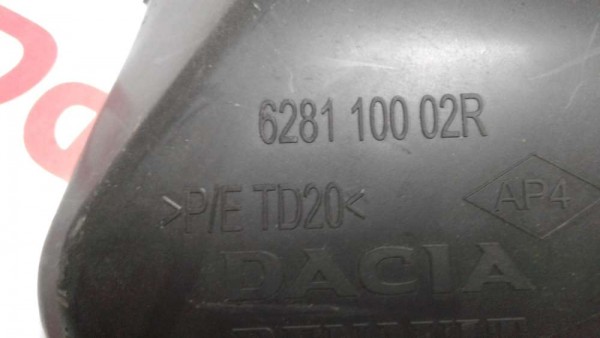 6281 100 02R
>P/E TD20<
AP4
DACIA